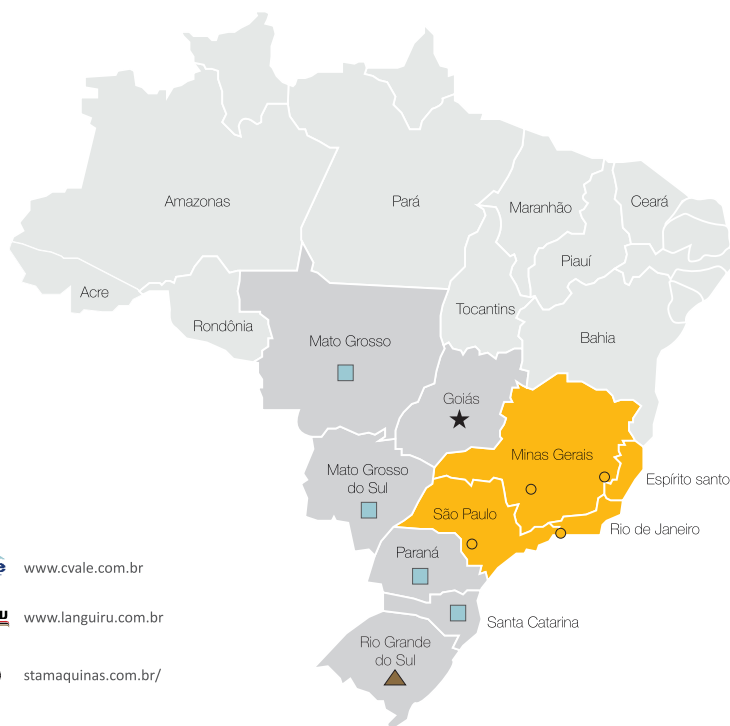 Amazonas
Pará
Maranhão
Ceará
Piauí
Acre
Tocantins
Rondônia
Bahia
Mato Grosso
Goiás
Minas Gerais
Mato Grosso
do Sul
Espírito santo
São Paulo
Rio de Janeiro
Paraná
www.cvale.com.br
www.languiru.com.br
Santa Catarina
Rio Grande
do Sul
stamaquinas.com.br/